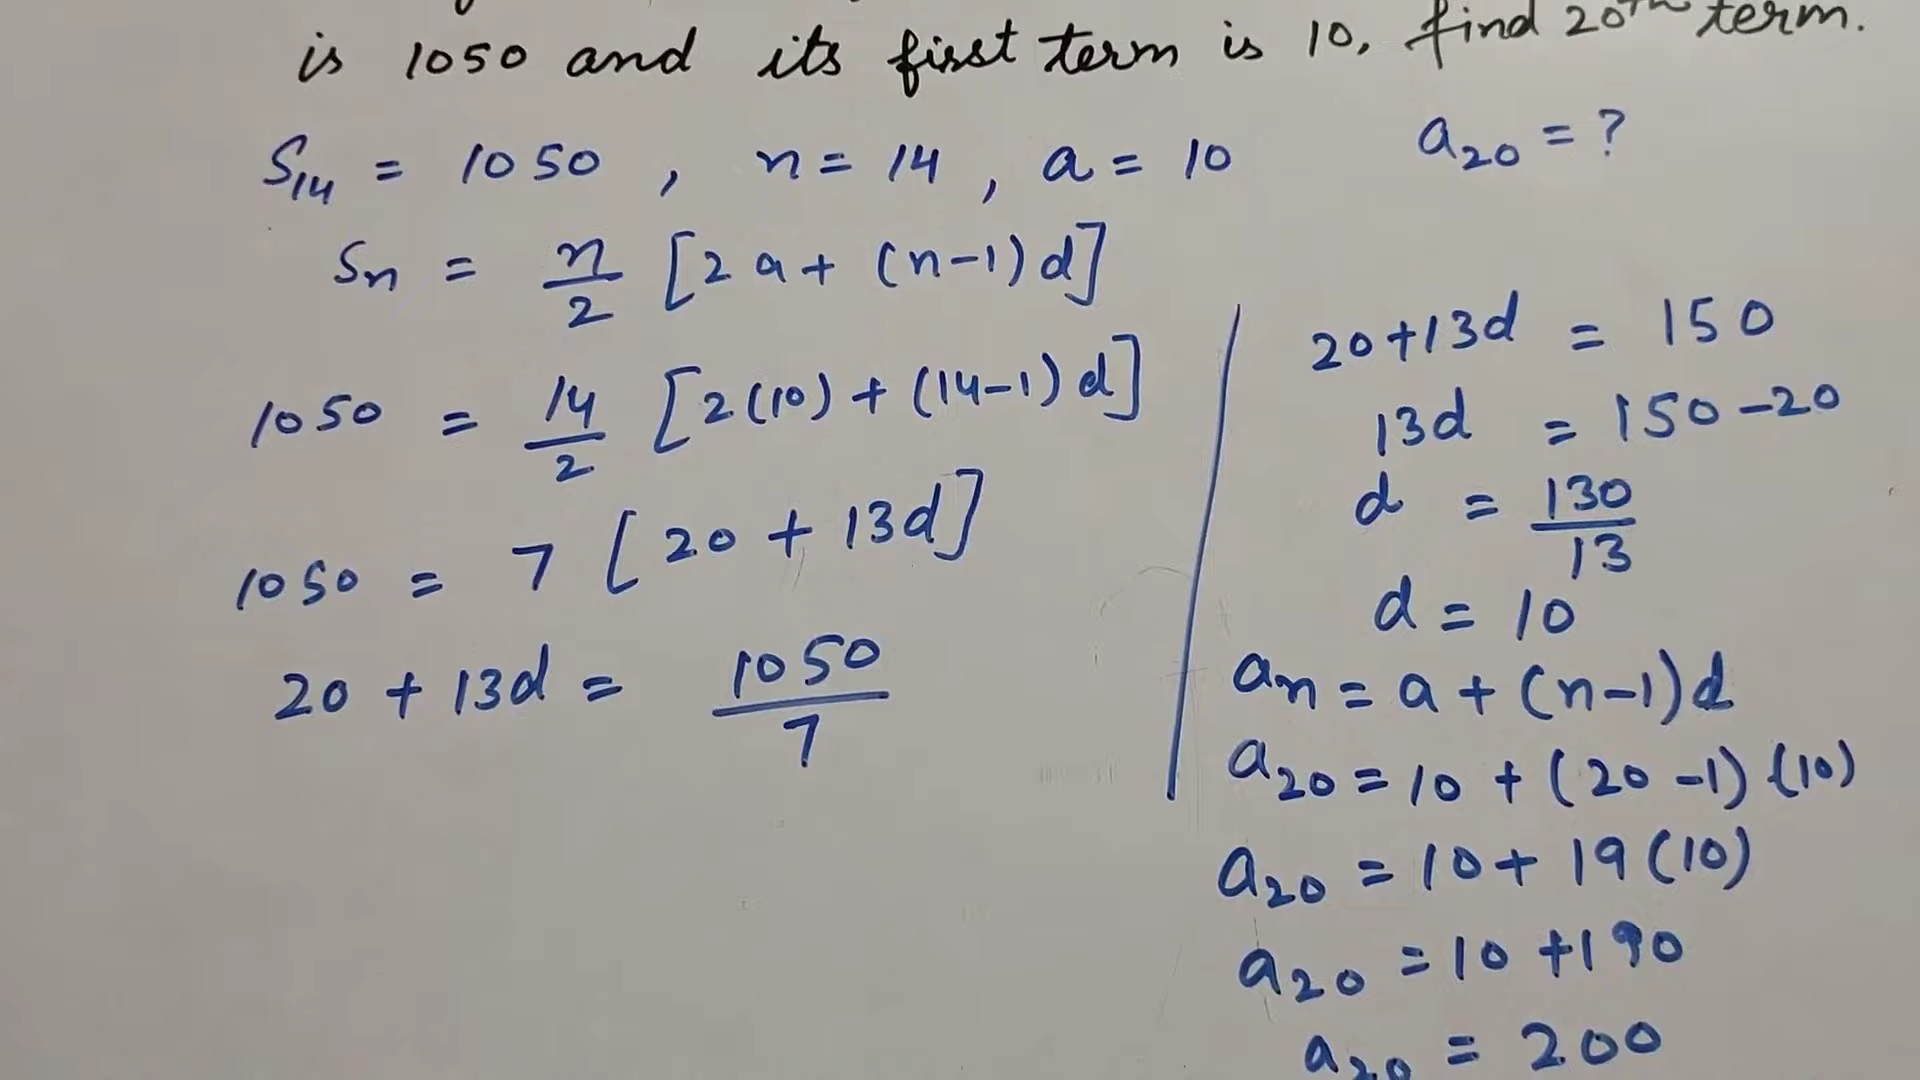 is 1050 and its first term is 10, find 20th term.
S14 = 1050 , n = 14 , a = 10
a20 = ?
Sn = n/2 [2a + (n-1)d]
1050 = 14/2 [2(10) + (14-1)d]
1050 = 7 [20 + 13d]
20 + 13d = 1050/7
20+13d = 150
13d = 150-20
d = 130/13
d = 10
an = a + (n-1)d
a20 = 10 + (20-1)(10)
a20 = 10 + 19(10)
a20 = 10 + 190
a20 = 200